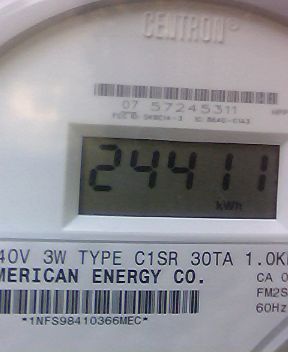 CENTRON®
07 57245311
24411
kWh
40V 3W TYPE C1SR 30TA 1.0K
MERICAN ENERGY CO.
CA 0
FM2S
60Hz
*1NFS98410366MEC*